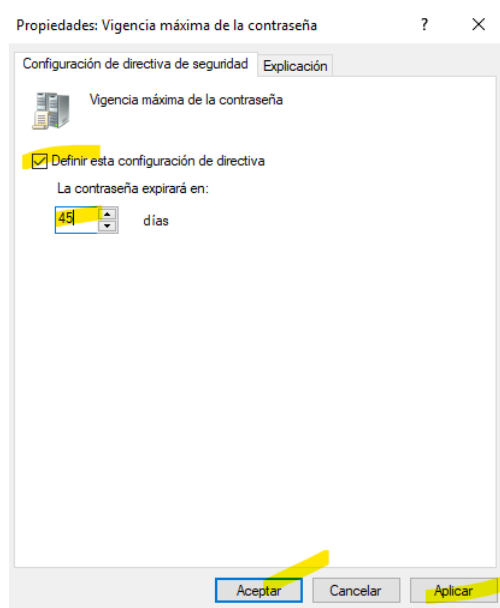 Propiedades: Vigencia máxima de la contraseña ? ✕
Configuración de directiva de seguridad Explicación
Vigencia máxima de la contraseña
Definir esta configuración de directiva
La contraseña expirará en:
45 días
Aceptar Cancelar Aplicar